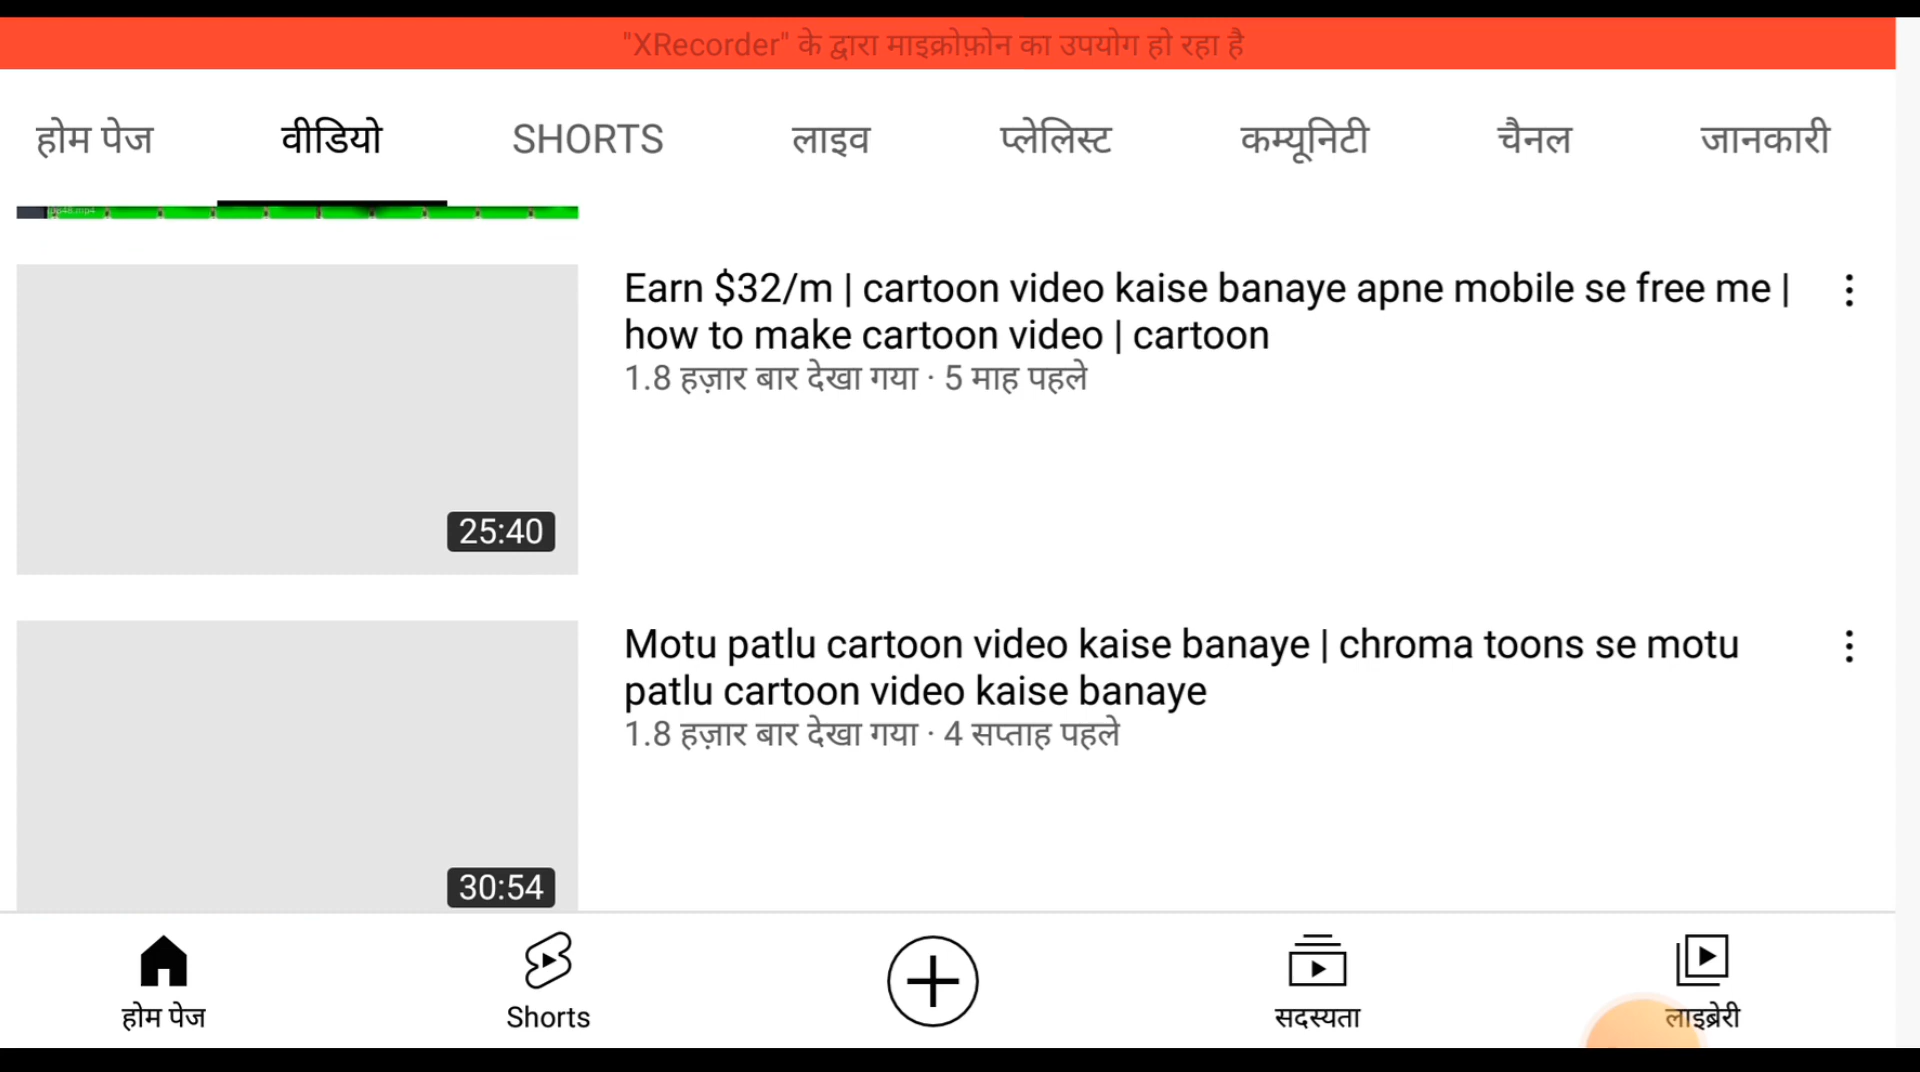 "XRecorder" के द्वारा माइक्रोफ़ोन का उपयोग हो रहा है
होम पेज वीडियो SHORTS लाइव प्लेलिस्ट कम्यूनिटी चैनल जानकारी
Earn $32/m | cartoon video kaise banaye apne mobile se free me |
how to make cartoon video | cartoon
1.8 हज़ार बार देखा गया · 5 माह पहले
25:40
Motu patlu cartoon video kaise banaye | chroma toons se motu
patlu cartoon video kaise banaye
1.8 हज़ार बार देखा गया · 4 सप्ताह पहले
30:54
होम पेज Shorts सदस्यता लाइब्रेरी